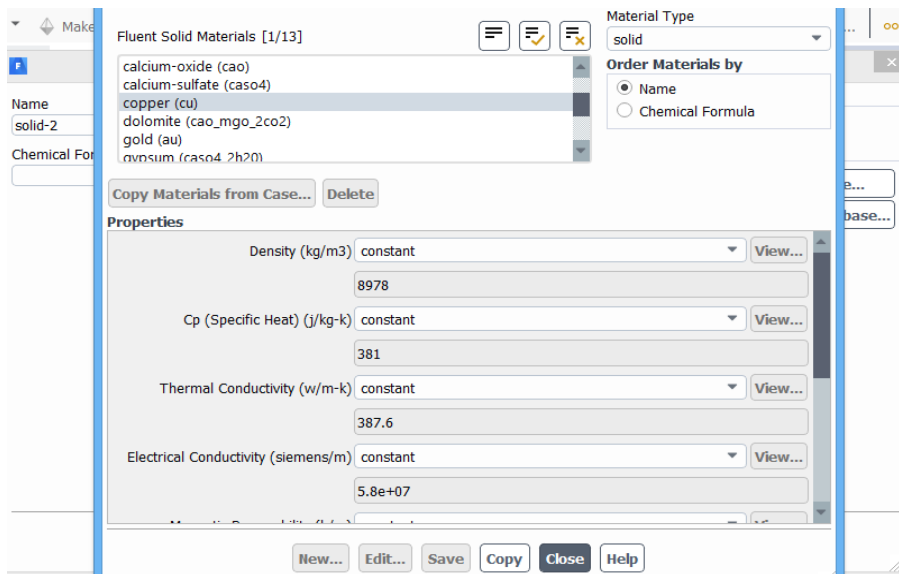 Make
...
Fluent Solid Materials [1/13]
Material Type
solid
calcium-oxide (cao)
calcium-sulfate (caso4)
copper (cu)
dolomite (cao_mgo_2co2)
gold (au)
gypsum (caso4_2h20)
Order Materials by
Name
Chemical Formula
Name
solid-2
Chemical For
e...
base...
Copy Materials from Case...
Delete
Properties
Density (kg/m3)
constant
View...
8978
Cp (Specific Heat) (j/kg-k)
constant
View...
381
Thermal Conductivity (w/m-k)
constant
View...
387.6
Electrical Conductivity (siemens/m)
constant
View...
5.8e+07
New...
Edit...
Save
Copy
Close
Help